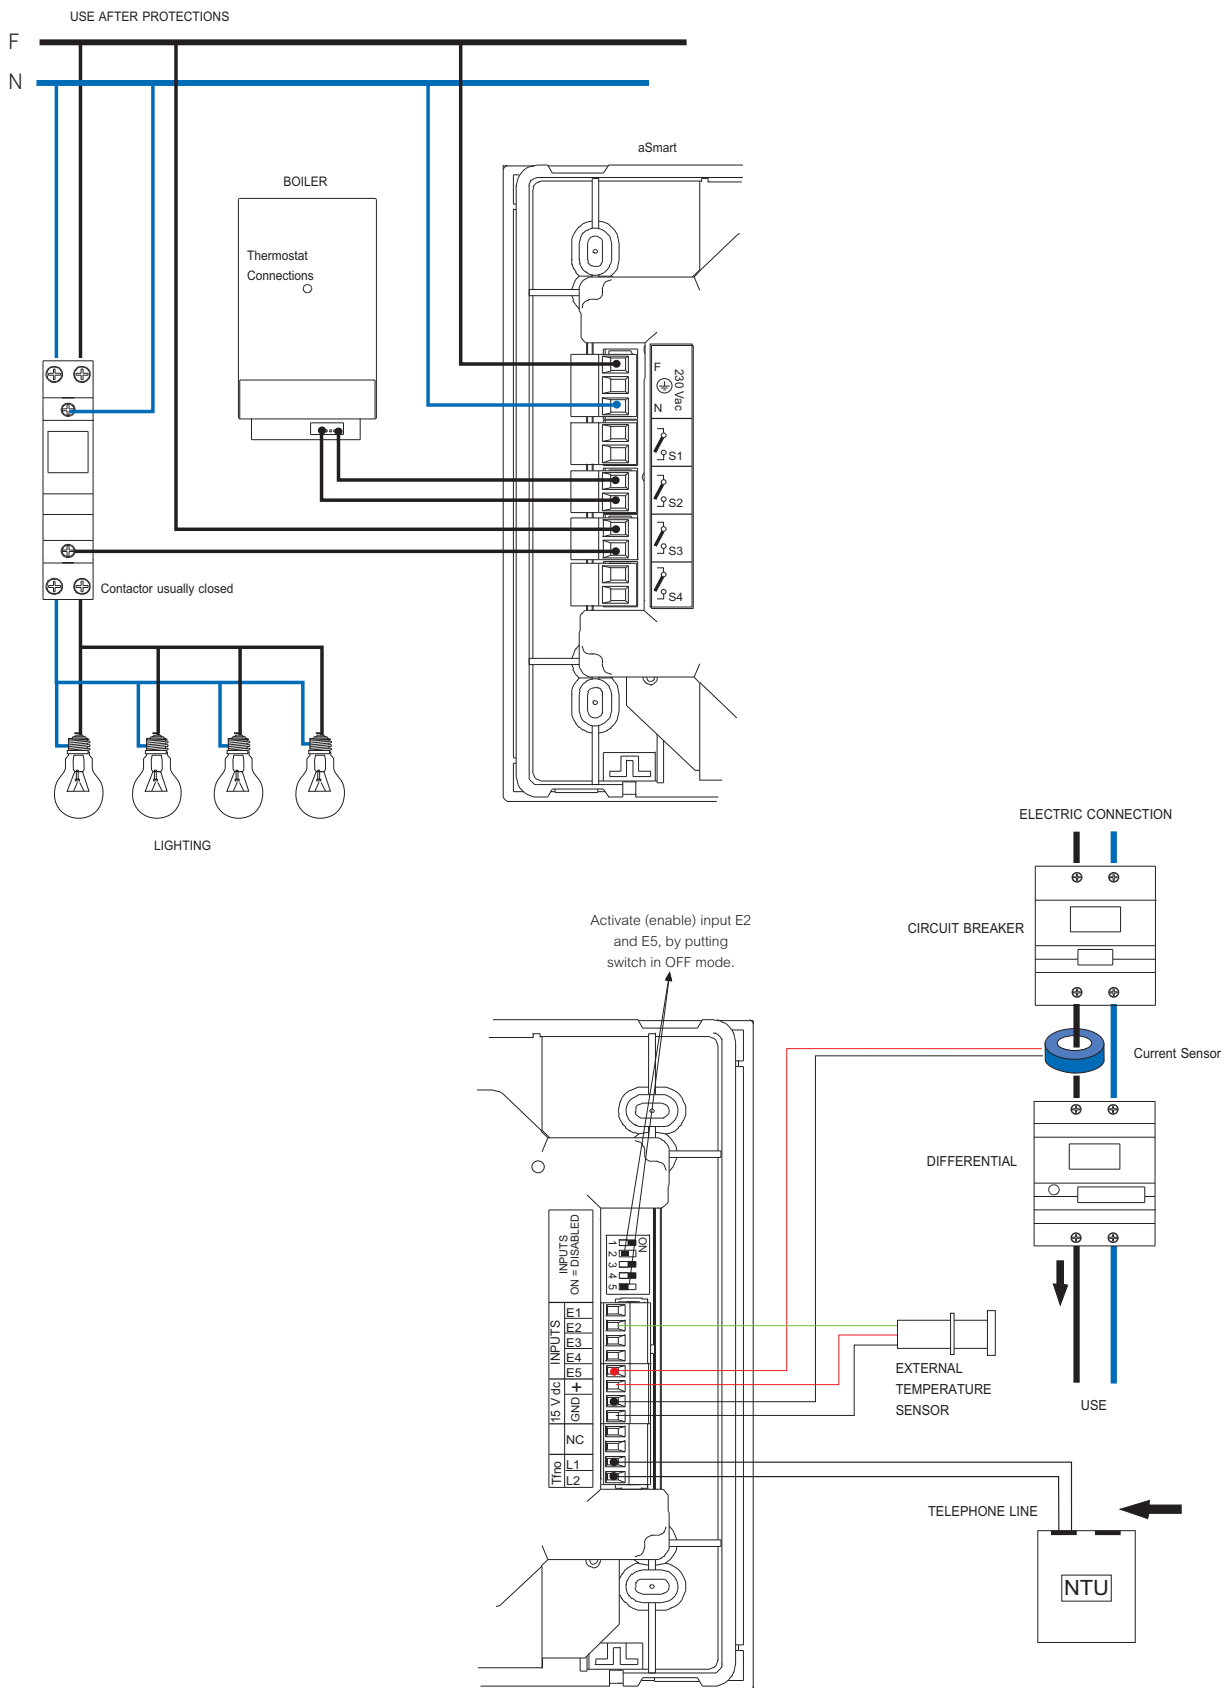 USE AFTER PROTECTIONS
F
N
aSmart
BOILER
Thermostat
Connections
F
N
230 Vac
S1
S2
S3
S4
Contactor usually closed
LIGHTING
ELECTRIC CONNECTION
CIRCUIT BREAKER
Activate (enable) input E2
and E5, by putting
switch in OFF mode.
Current Sensor
DIFFERENTIAL
INPUTS
ON = DISABLED
ON
1
2
3
4
5
INPUTS
E1
E2
E3
E4
E5
15 V dc
+
GND
NC
Tfno
L1
L2
EXTERNAL
TEMPERATURE
SENSOR
USE
TELEPHONE LINE
NTU